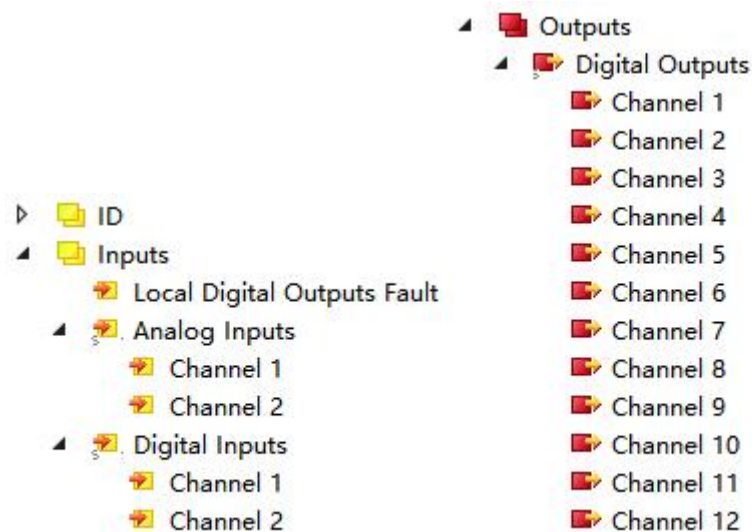 ID
Inputs
Local Digital Outputs Fault
Analog Inputs
Channel 1
Channel 2
Digital Inputs
Channel 1
Channel 2
Outputs
Digital Outputs
Channel 1
Channel 2
Channel 3
Channel 4
Channel 5
Channel 6
Channel 7
Channel 8
Channel 9
Channel 10
Channel 11
Channel 12